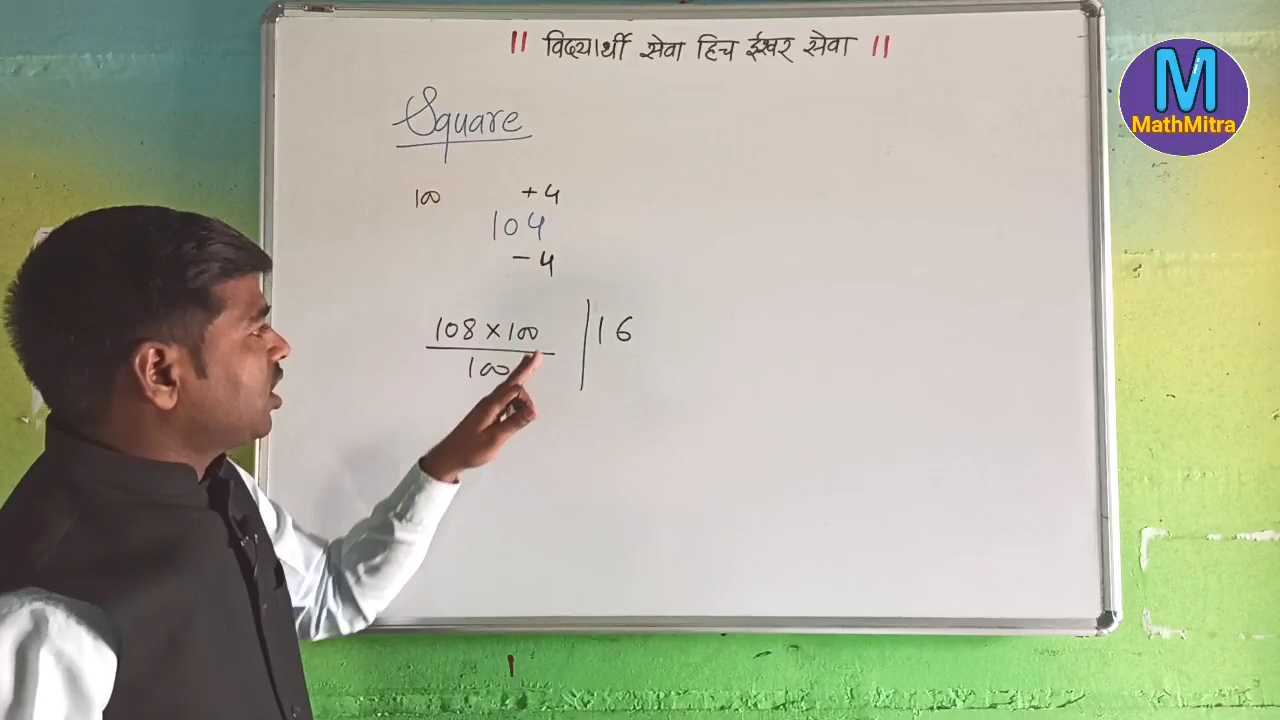 || विद्यार्थी सेवा हिच ईश्वर सेवा ||
M
MathMitra
Square
100 +4
104
-4
108 × 100 | 16
100